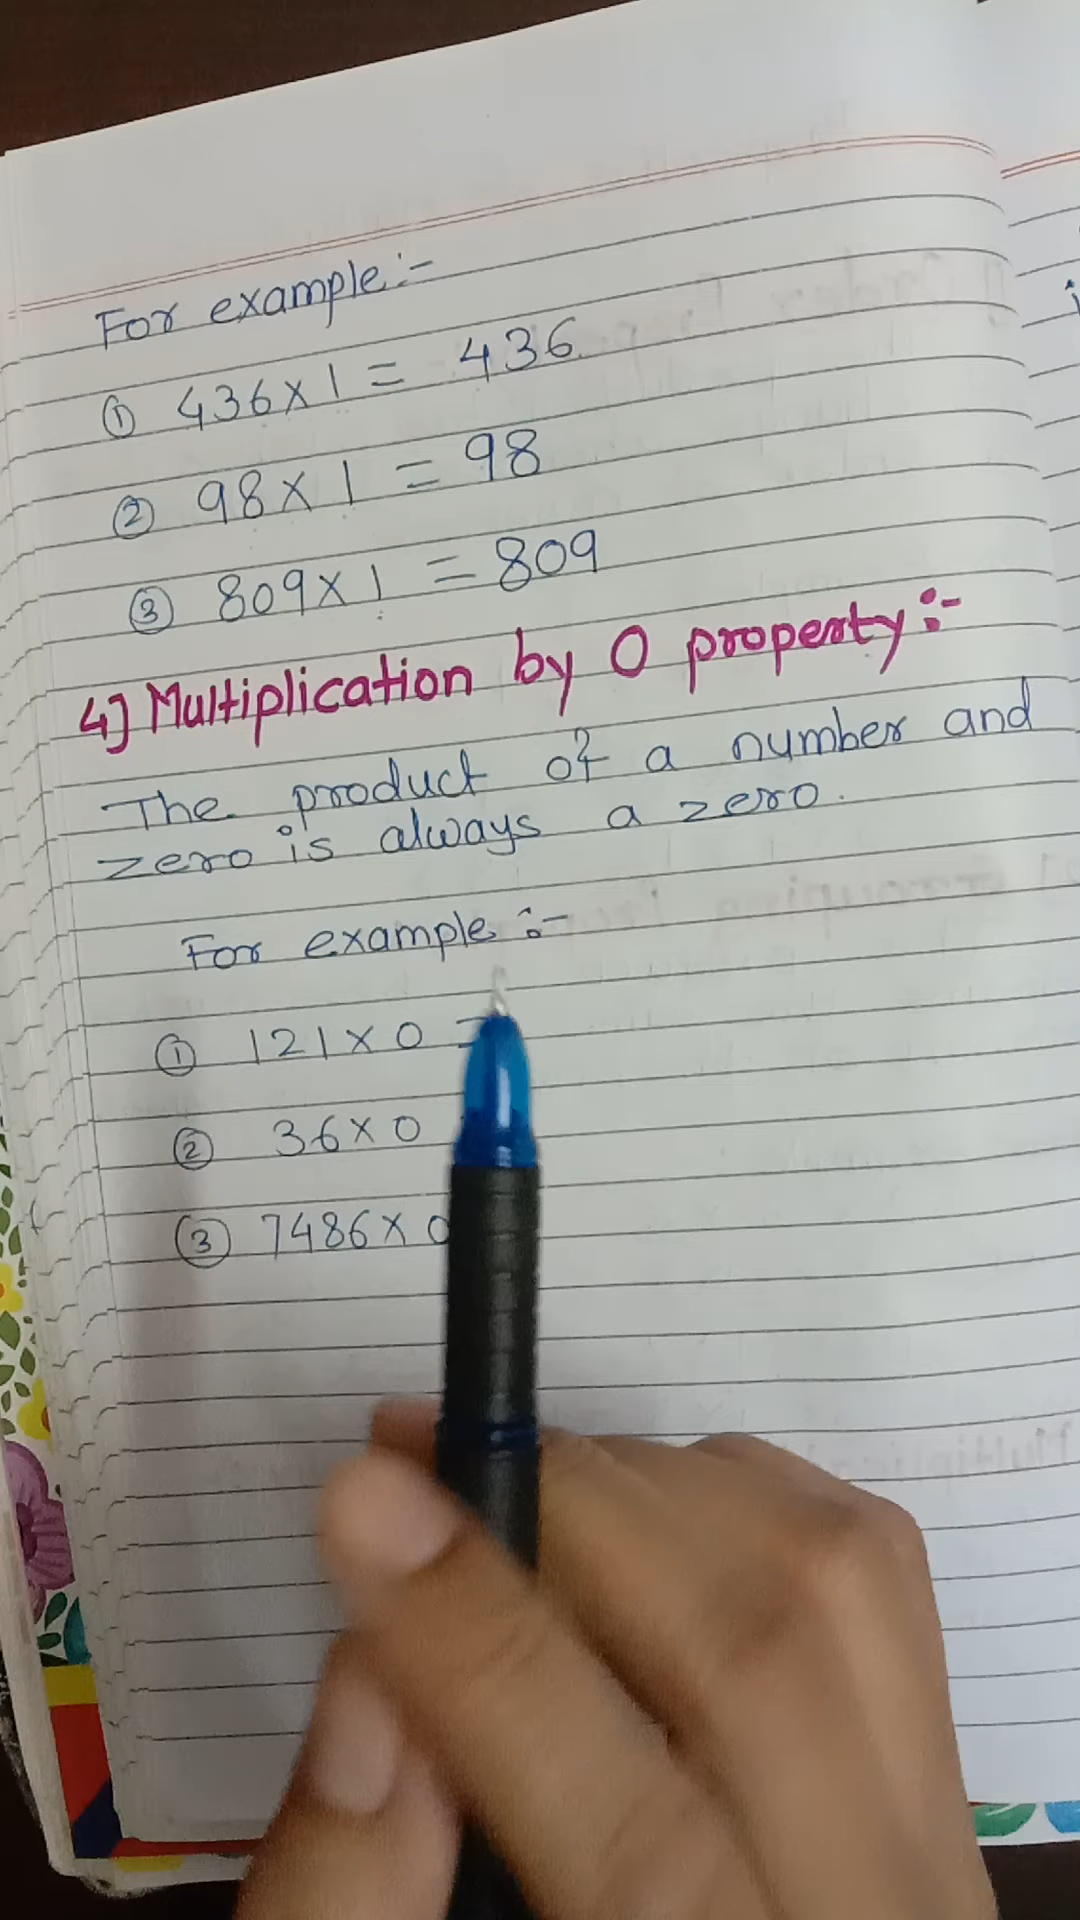 For example:-
① 436 × 1 = 436
② 98 × 1 = 98
③ 809 × 1 = 809
4] Multiplication by 0 property:-
The product of a number and
zero is always a zero.
For example :-
① 121 × 0 =
② 36 × 0
③ 7486 × 0